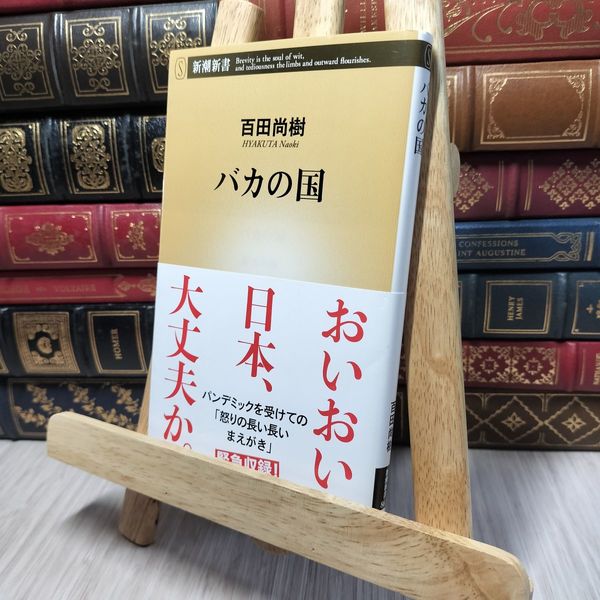 新潮新書
Brevity is the soul of wit,
and tediousness the limbs and outward flourishes.
百田尚樹
HYAKUTA Naoki
バカの国
おいおい
日本、
大丈夫か。
パンデミックを受けての
「怒りの長い長い
まえがき」
緊急収録!
バカの国
CONFESSIONS
SAINT AUGUSTINE
HENRY
JAMES
VOLTAIRE
HOMER